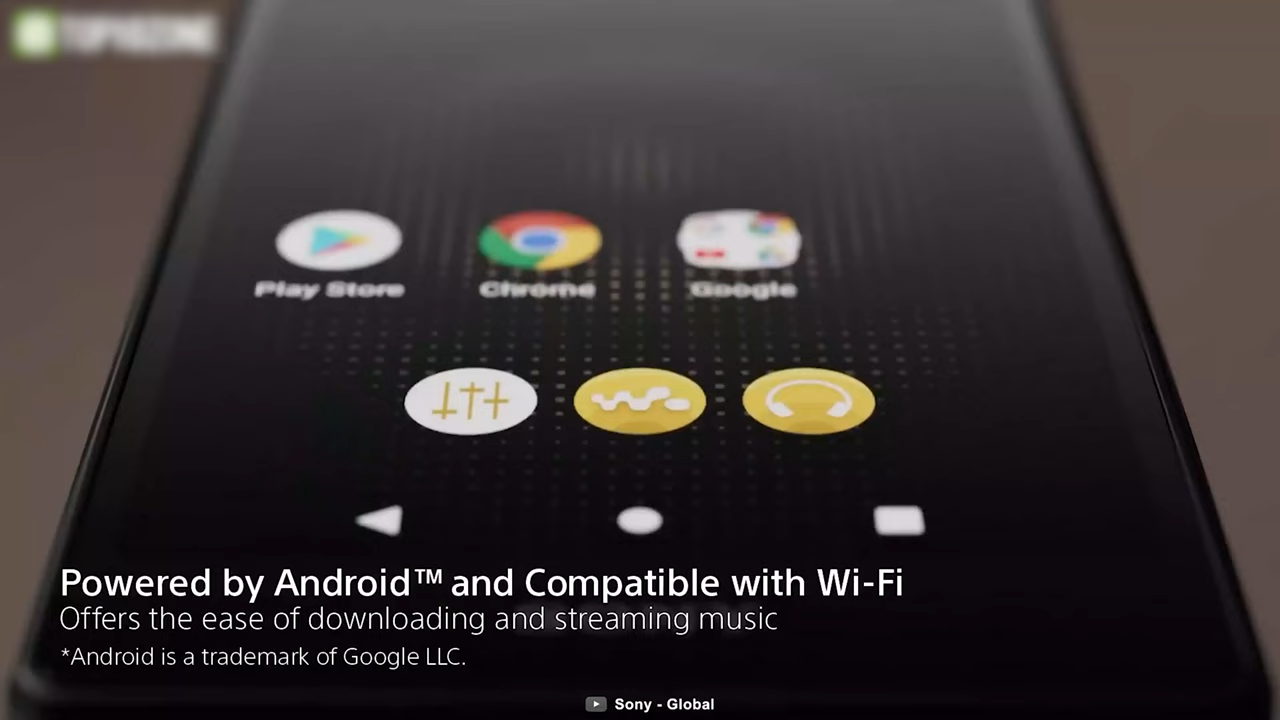 Play Store
Chrome
Google
Powered by Android™ and Compatible with Wi-Fi
Offers the ease of downloading and streaming music
*Android is a trademark of Google LLC.
Sony - Global